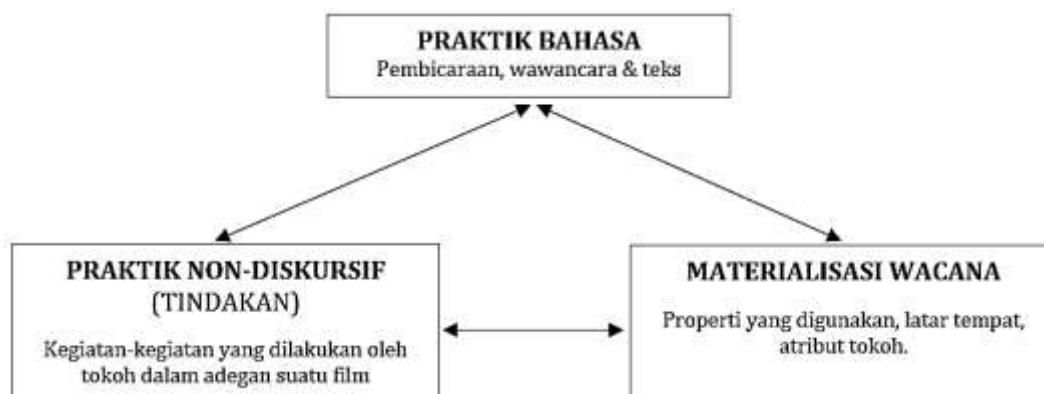 PRAKTIK BAHASA
Pembicaraan, wawancara & teks
PRAKTIK NON-DISKURSIF
(TINDAKAN)
Kegiatan-kegiatan yang dilakukan oleh
tokoh dalam adegan suatu film
MATERIALISASI WACANA
Properti yang digunakan, latar tempat,
atribut tokoh.